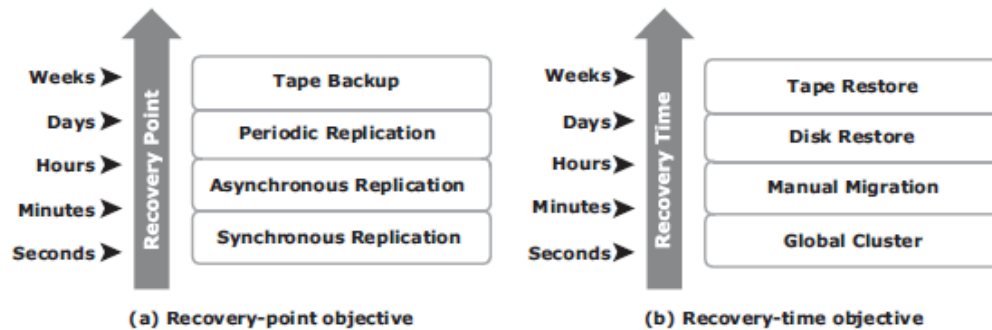 Weeks
Days
Hours
Minutes
Seconds
Recovery Point
Tape Backup
Periodic Replication
Asynchronous Replication
Synchronous Replication
(a) Recovery-point objective
Weeks
Days
Hours
Minutes
Seconds
Recovery Time
Tape Restore
Disk Restore
Manual Migration
Global Cluster
(b) Recovery-time objective